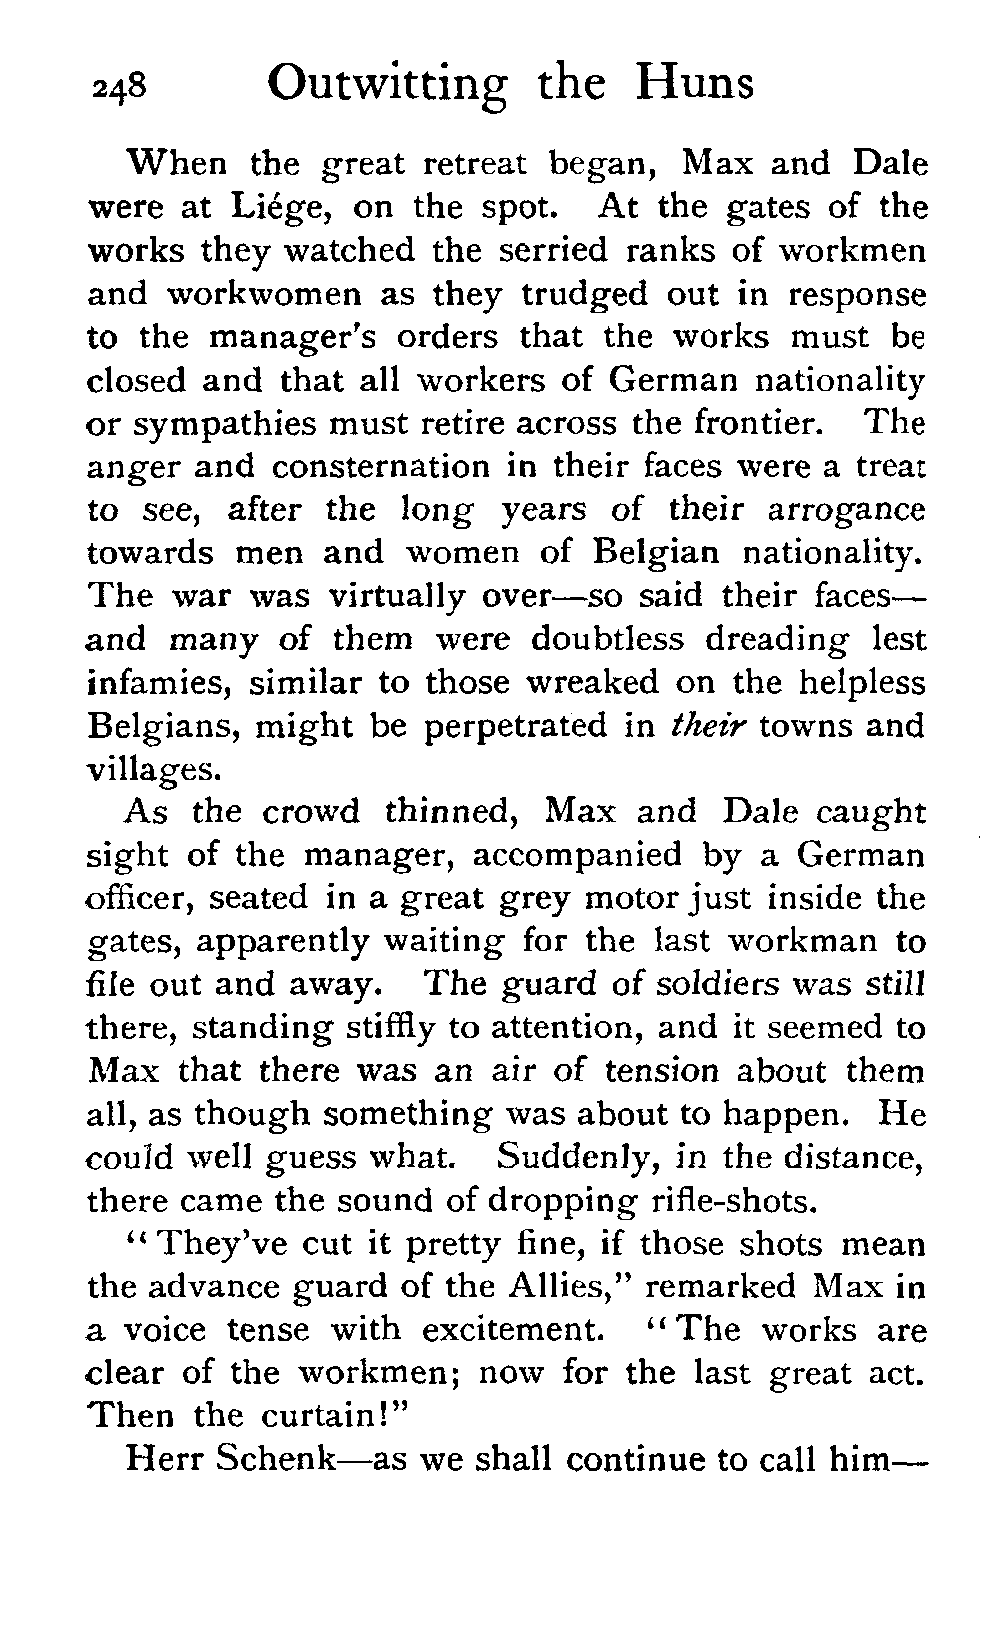 248 Outwitting the Huns
When the great retreat began, Max and Dale
were at Liége, on the spot. At the gates of the
works they watched the serried ranks of workmen
and workwomen as they trudged out in response
to the manager's orders that the works must be
closed and that all workers of German nationality
or sympathies must retire across the frontier. The
anger and consternation in their faces were a treat
to see, after the long years of their arrogance
towards men and women of Belgian nationality.
The war was virtually over—so said their faces—
and many of them were doubtless dreading lest
infamies, similar to those wreaked on the helpless
Belgians, might be perpetrated in their towns and
villages.
As the crowd thinned, Max and Dale caught
sight of the manager, accompanied by a German
officer, seated in a great grey motor just inside the
gates, apparently waiting for the last workman to
file out and away. The guard of soldiers was still
there, standing stiffly to attention, and it seemed to
Max that there was an air of tension about them
all, as though something was about to happen. He
could well guess what. Suddenly, in the distance,
there came the sound of dropping rifle-shots.
“They’ve cut it pretty fine, if those shots mean
the advance guard of the Allies,” remarked Max in
a voice tense with excitement. “The works are
clear of the workmen; now for the last great act.
Then the curtain!”
Herr Schenk—as we shall continue to call him—